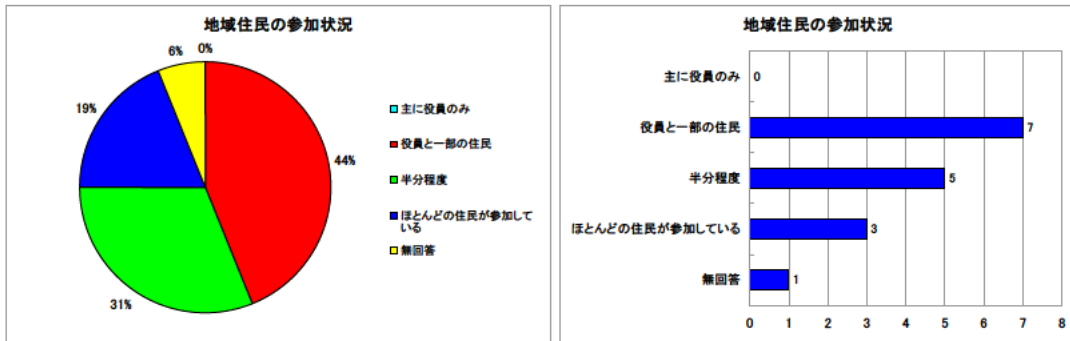 地域住民の参加状況
6%
0%
19%
44%
31%
主に役員のみ
役員と一部の住民
半分程度
ほとんどの住民が参加して
いる
無回答
地域住民の参加状況
主に役員のみ
0
役員と一部の住民
7
半分程度
5
ほとんどの住民が参加している
3
無回答
1
0 1 2 3 4 5 6 7 8